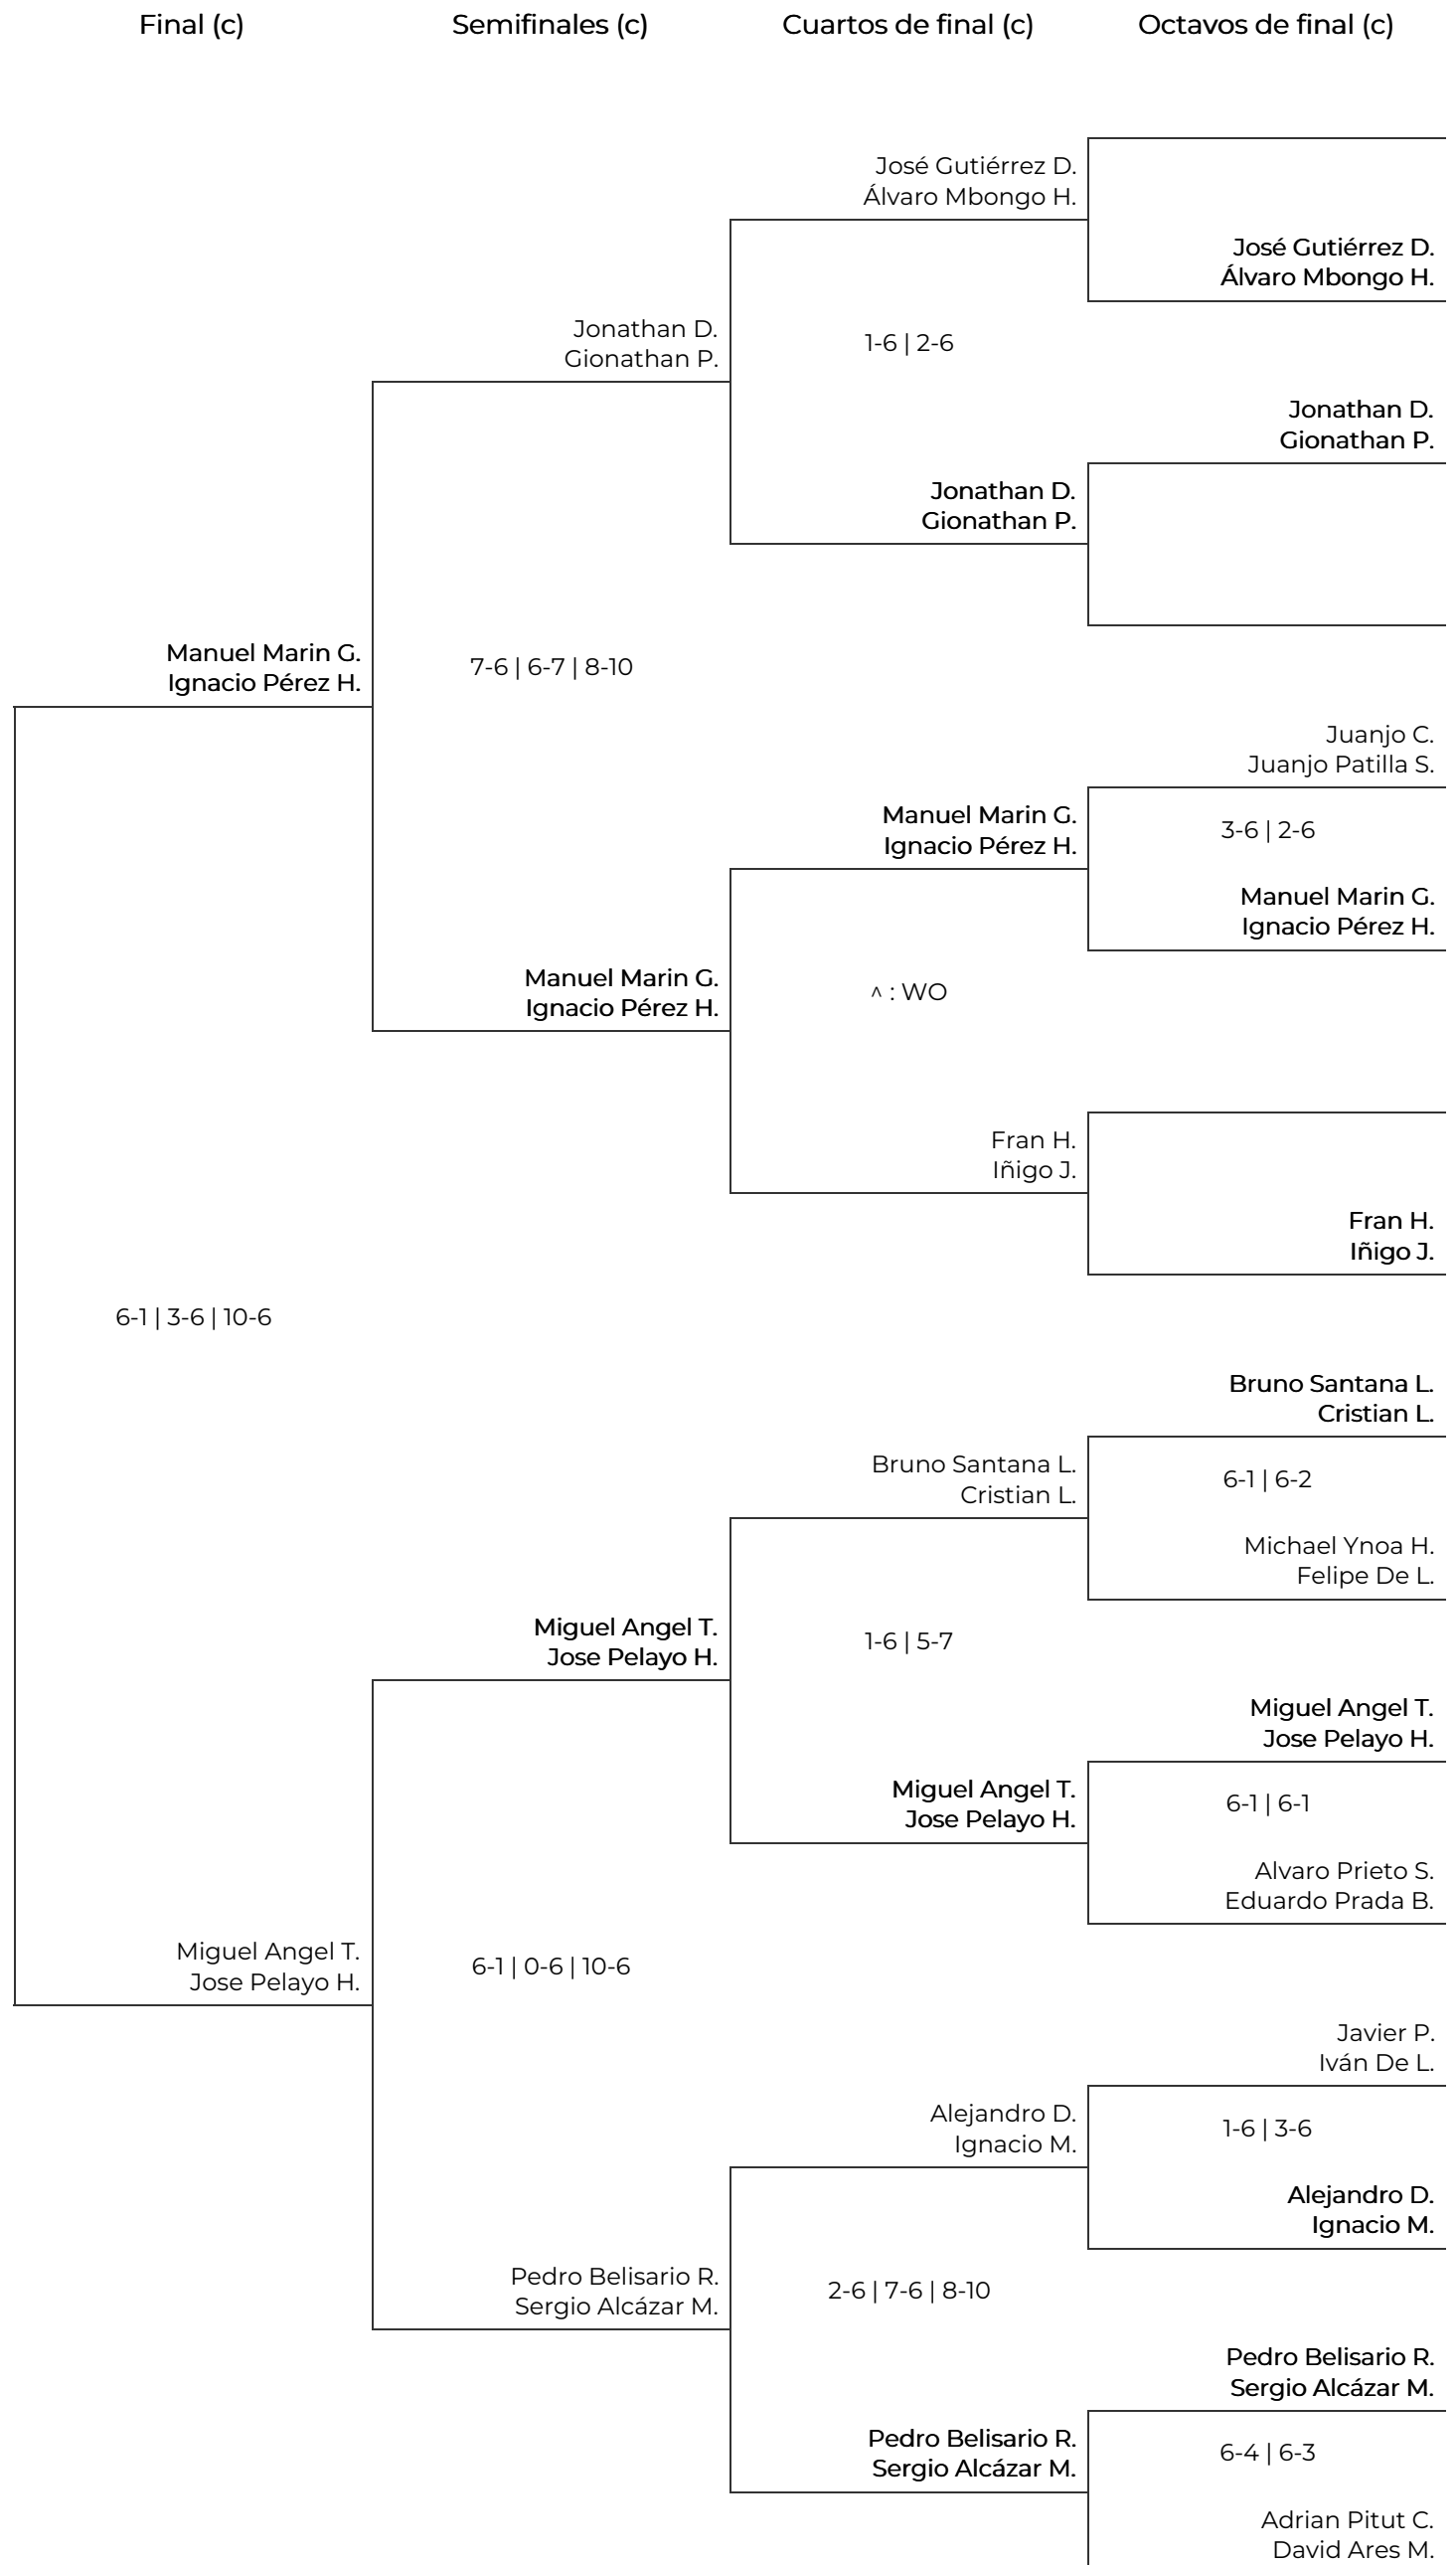 Final (c)
Semifinales (c)
Cuartos de final (c)
Octavos de final (c)
José Gutiérrez D.
Álvaro Mbongo H.
José Gutiérrez D.
Álvaro Mbongo H.
Jonathan D.
Gionathan P.
1-6 | 2-6
Jonathan D.
Gionathan P.
Jonathan D.
Gionathan P.
Manuel Marin G.
Ignacio Pérez H.
7-6 | 6-7 | 8-10
Juanjo C.
Juanjo Patilla S.
Manuel Marin G.
Ignacio Pérez H.
3-6 | 2-6
Manuel Marin G.
Ignacio Pérez H.
Manuel Marin G.
Ignacio Pérez H.
^ : WO
Fran H.
Iñigo J.
Fran H.
Iñigo J.
6-1 | 3-6 | 10-6
Bruno Santana L.
Cristian L.
Bruno Santana L.
Cristian L.
6-1 | 6-2
Michael Ynoa H.
Felipe De L.
Miguel Angel T.
Jose Pelayo H.
1-6 | 5-7
Miguel Angel T.
Jose Pelayo H.
Miguel Angel T.
Jose Pelayo H.
6-1 | 6-1
Alvaro Prieto S.
Eduardo Prada B.
Miguel Angel T.
Jose Pelayo H.
6-1 | 0-6 | 10-6
Javier P.
Iván De L.
Alejandro D.
Ignacio M.
1-6 | 3-6
Alejandro D.
Ignacio M.
Pedro Belisario R.
Sergio Alcázar M.
2-6 | 7-6 | 8-10
Pedro Belisario R.
Sergio Alcázar M.
Pedro Belisario R.
Sergio Alcázar M.
6-4 | 6-3
Adrian Pitut C.
David Ares M.